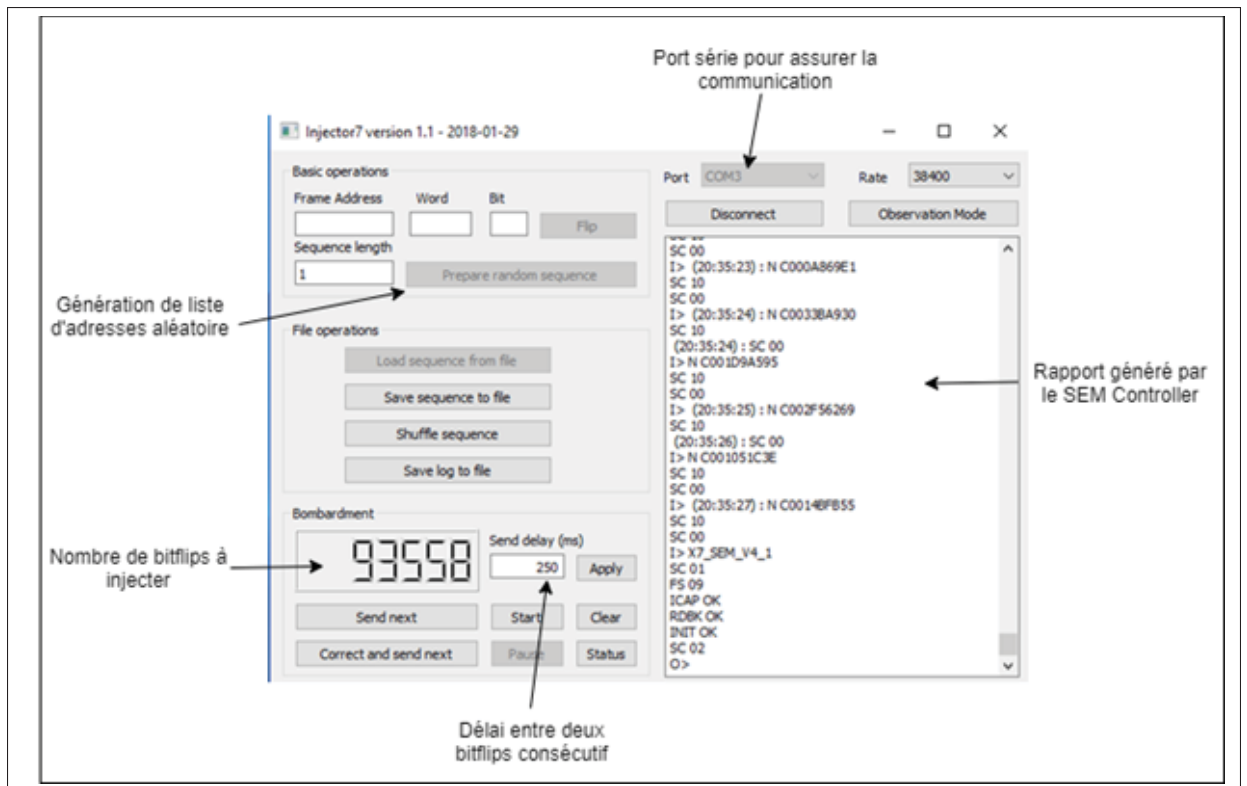 Port série pour assurer la
communication
Injector7 version 1.1 - 2018-01-29
Basic operations
Frame Address Word Bit
Flip
Sequence length
1 Prepare random sequence
Génération de liste
d'adresses aléatoire
File operations
Load sequence from file
Save sequence to file
Shuffle sequence
Save log to file
Bombardment
Nombre de bitflips à
injecter
93558
Send delay (ms)
250 Apply
Send next Start Clear
Correct and send next Pause Status
Délai entre deux
bitflips consécutif
Port COM3 Rate 38400
Disconnect Observation Mode
SC 10
SC 00
I> (20:35:23) : N C000A869E1
SC 10
SC 00
I> (20:35:24) : N C0033BA930
SC 10
(20:35:24) : SC 00
I> N C001D9A595
SC 10
SC 00
I> (20:35:25) : N C002F56269
SC 10
(20:35:26) : SC 00
I> N C001051C3E
SC 10
SC 00
I> (20:35:27) : N C0014BFB55
SC 10
SC 00
I> X7_SEM_V4_1
SC 01
FS 09
ICAP OK
RDBK OK
INIT OK
SC 02
O>
Rapport généré par
le SEM Controller